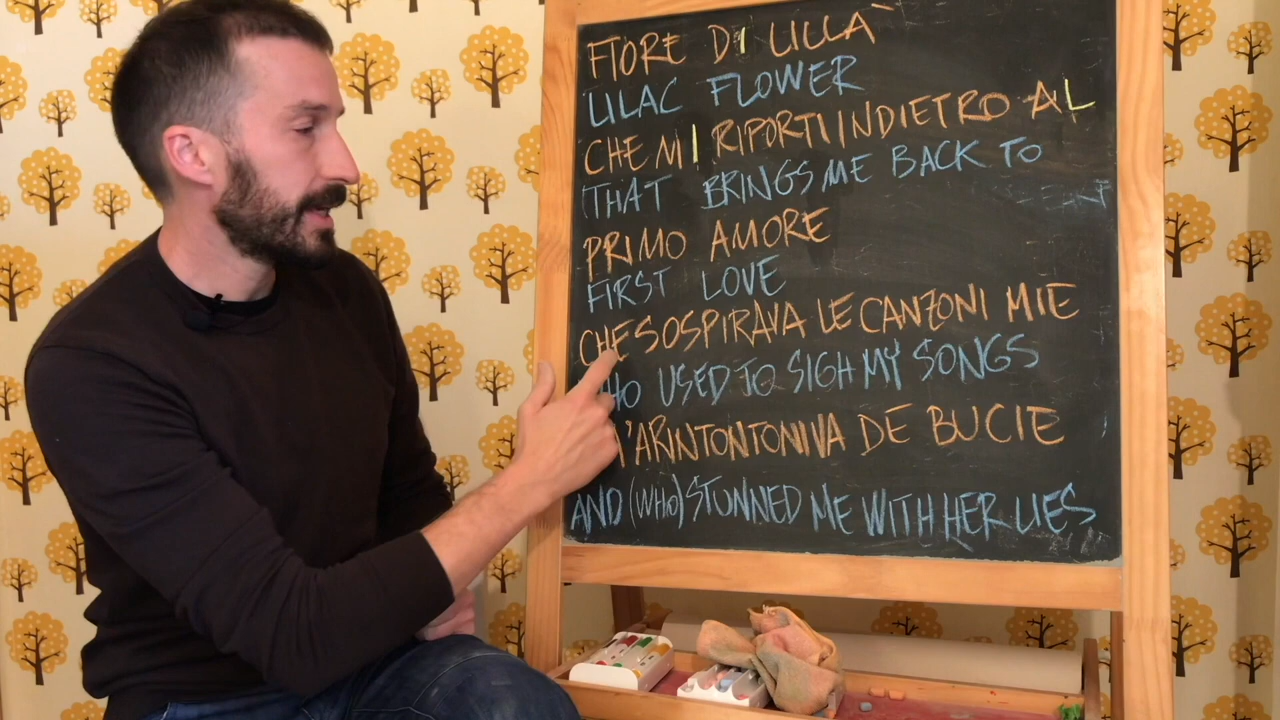 FIORE DI LILLÀ
LILAC FLOWER
CHE MI RIPORTI INDIETRO AL
THAT BRINGS ME BACK TO
PRIMO AMORE
FIRST LOVE
CHE SOSPIRAVA LE CANZONI MIE
WHO USED TO SIGH MY SONGS
M'ARINTONTONIVA DE BUCIE
AND (WHO) STUNNED ME WITH HER LIES